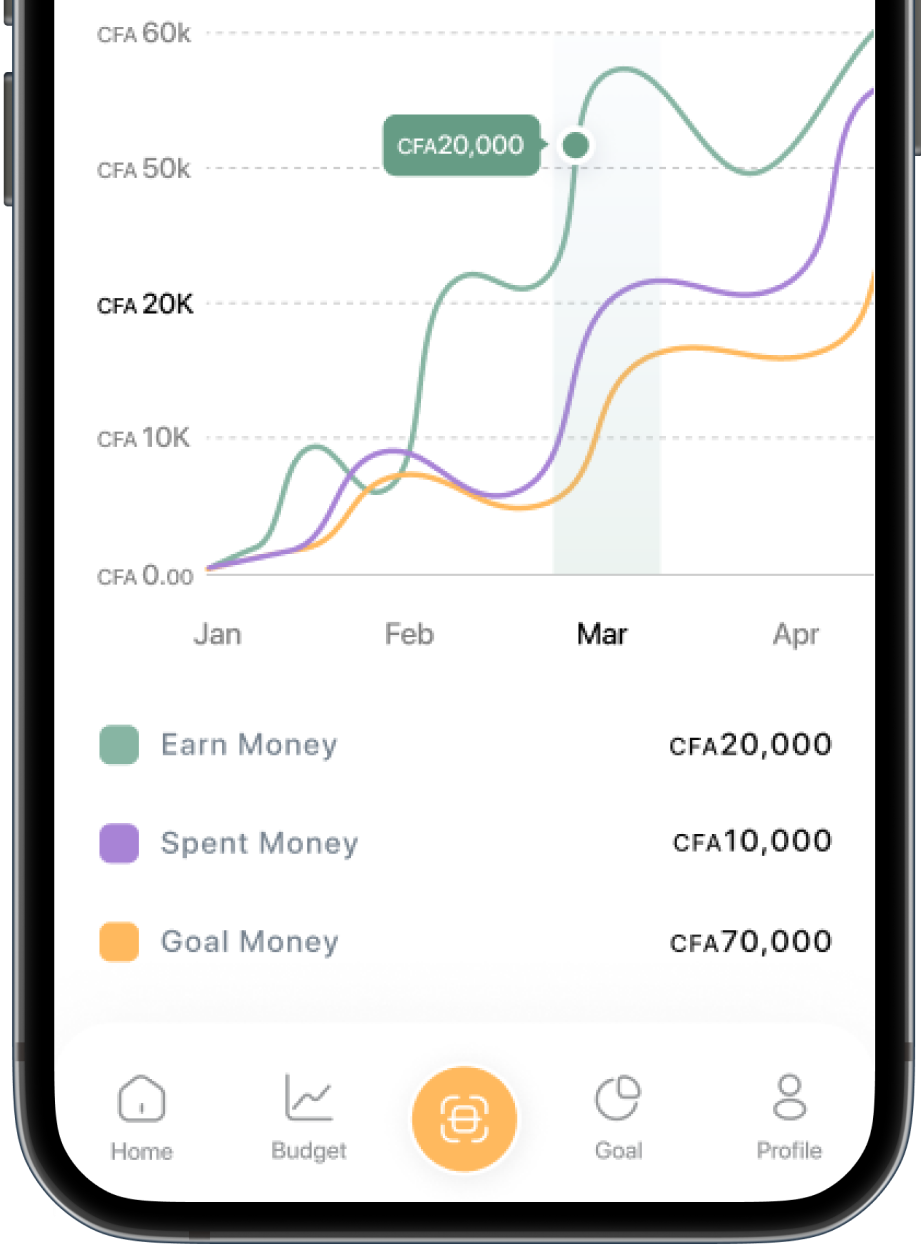 CFA 60k
CFA20,000
CFA 50k
CFA 20K
CFA 10K
CFA 0.00
Jan Feb Mar Apr
Earn Money CFA20,000
Spent Money CFA10,000
Goal Money CFA70,000
Home Budget Goal Profile